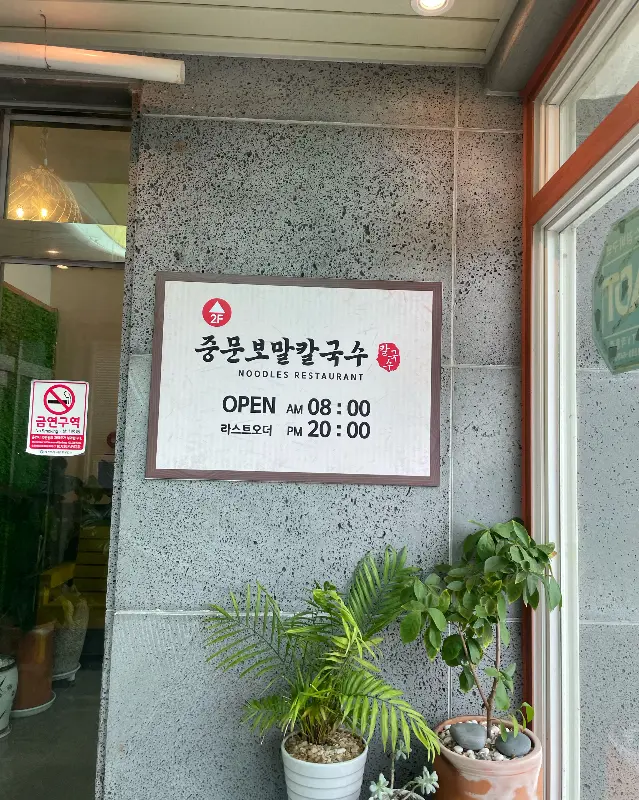 2F
중문보말칼국수
칼국수
NOODLES RESTAURANT
OPEN AM 08:00
라스트오더 PM 20:00
금연구역